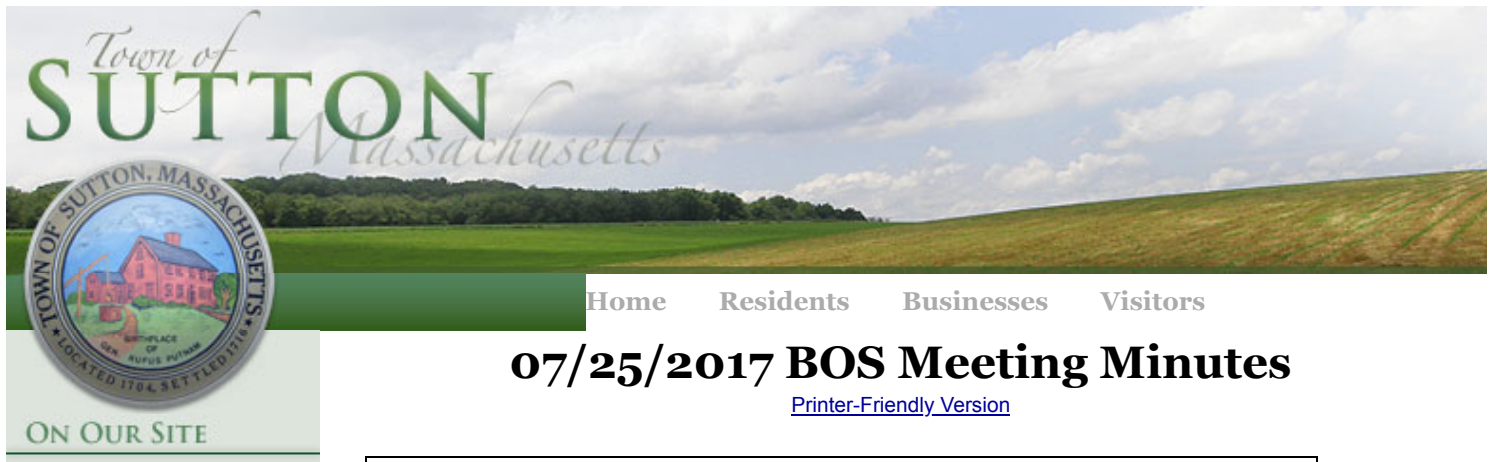 Town of
SUTTON
Massachusetts
TOWN OF SUTTON, MASSACHUSETTS
BIRTHPLACE
OF
GEN. RUFUS PUTNAM
LOCATED 1704, SETTLED 1716
Home Residents Businesses Visitors
07/25/2017 BOS Meeting Minutes
Printer-Friendly Version
ON OUR SITE